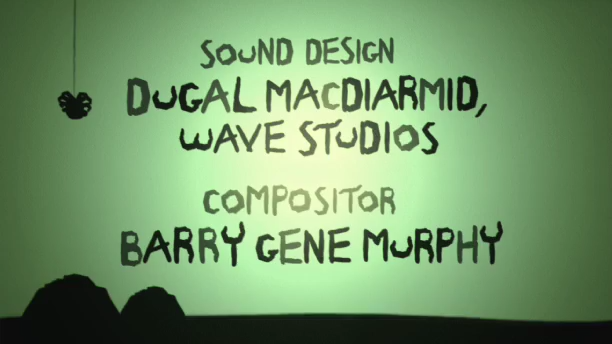 SOUND DESIGN
DUGAL MACDIARMID,
WAVE STUDIOS
COMPOSITOR
BARRY GENE MURPHY